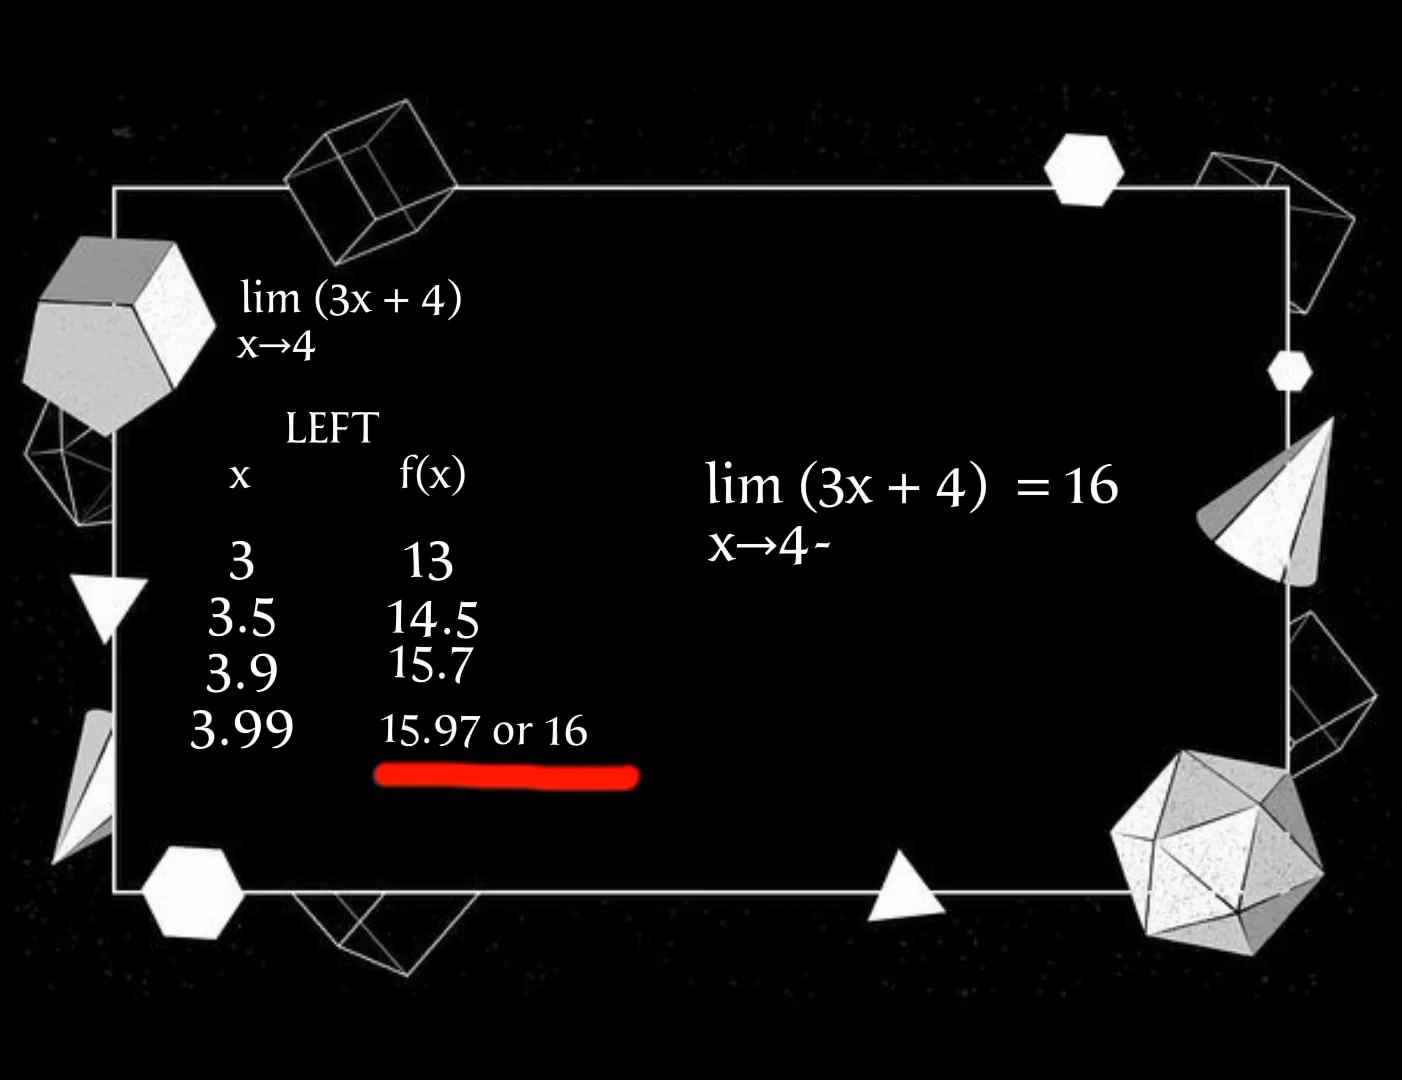 lim (3x + 4)
x→4
LEFT
x f(x)
3 13
3.5 14.5
3.9 15.7
3.99 15.97 or 16
lim (3x + 4) = 16
x→4-